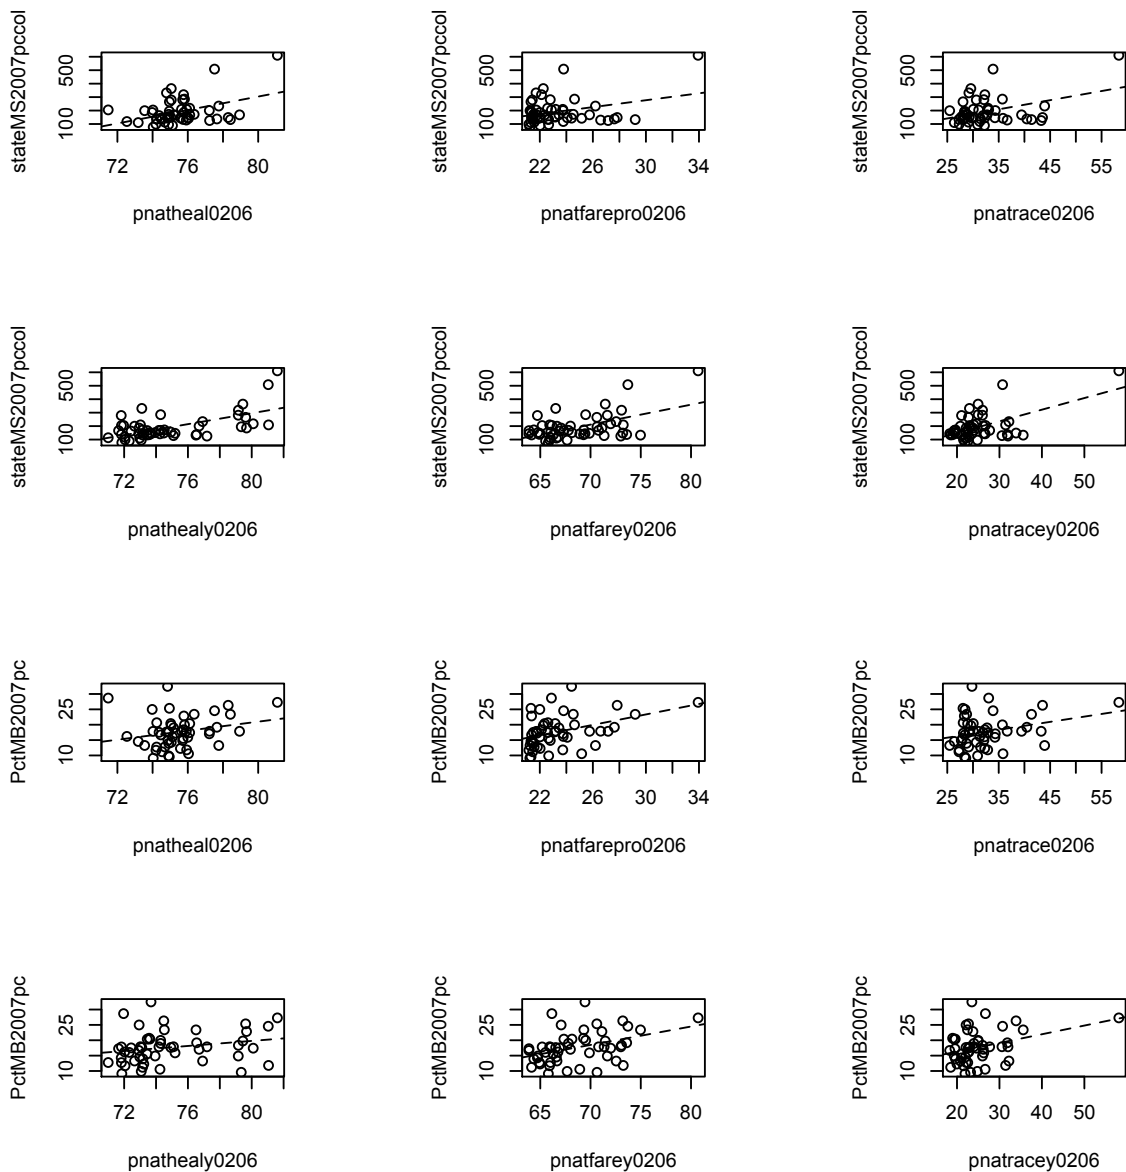 stateMS2007pccol
100 500
72 76 80
pnatheal0206
stateMS2007pccol
100 500
22 26 30 34
pnatfarepro0206
stateMS2007pccol
100 500
25 35 45 55
pnatrace0206
stateMS2007pccol
100 500
72 76 80
pnathealy0206
stateMS2007pccol
100 500
65 70 75 80
pnatfarey0206
stateMS2007pccol
100 500
20 30 40 50
pnatracey0206
PctMB2007pc
10 25
72 76 80
pnatheal0206
PctMB2007pc
10 25
22 26 30 34
pnatfarepro0206
PctMB2007pc
10 25
25 35 45 55
pnatrace0206
PctMB2007pc
10 25
72 76 80
pnathealy0206
PctMB2007pc
10 25
65 70 75 80
pnatfarey0206
PctMB2007pc
10 25
20 30 40 50
pnatracey0206